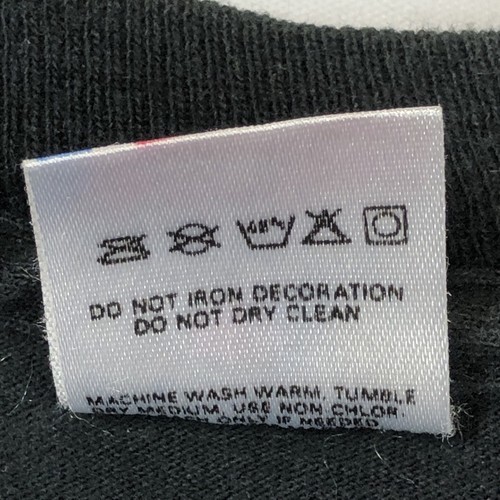 DO NOT IRON DECORATION
DO NOT DRY CLEAN
MACHINE WASH WARM, TUMBLE
DRY MEDIUM, USE NON CHLOR.
ONLY IF NEEDED